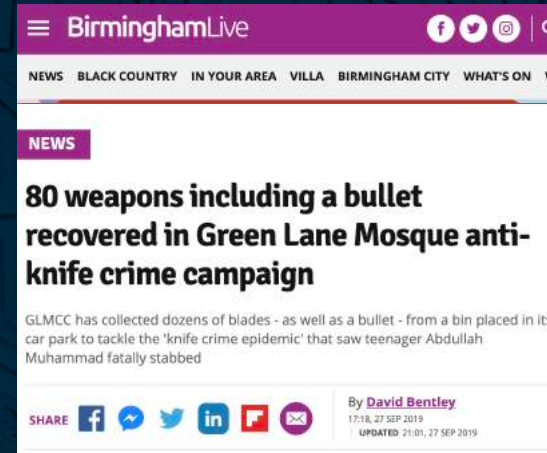 BirminghamLive
NEWS BLACK COUNTRY IN YOUR AREA VILLA BIRMINGHAM CITY WHAT'S ON
NEWS
80 weapons including a bullet
recovered in Green Lane Mosque anti-
knife crime campaign
GLMCC has collected dozens of blades - as well as a bullet - from a bin placed in its
car park to tackle the 'knife crime epidemic' that saw teenager Abdullah
Muhammad fatally stabbed
SHARE
By David Bentley
17:18, 27 SEP 2019
UPDATED 21:01, 27 SEP 2019